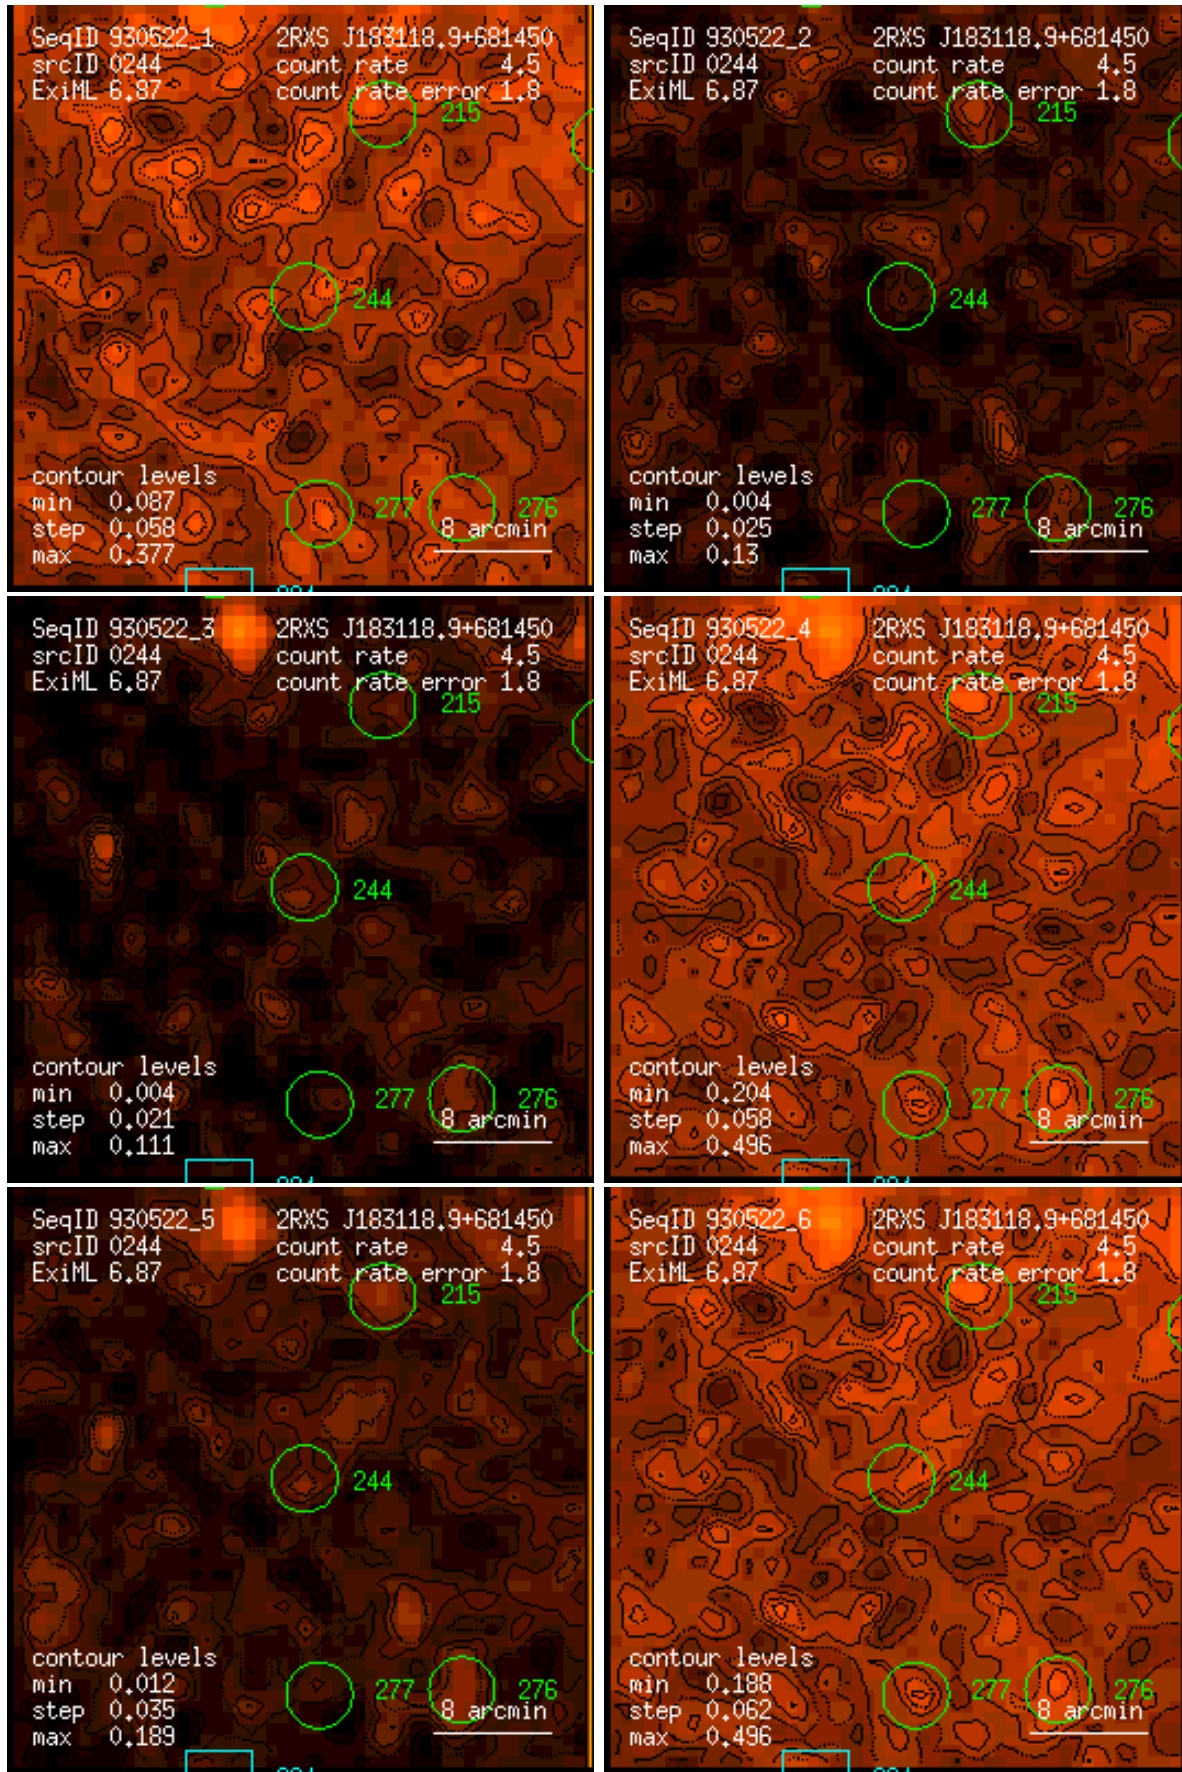 SeqID 930522_1 2RXS J183118.9+681450
srcID 0244 count rate 4.5
ExiML 6.87 count rate error 1.8
215
244
contour levels
min 0.087 277 276
step 0.058 8 arcmin
max 0.377
SeqID 930522_2 2RXS J183118.9+681450
srcID 0244 count rate 4.5
ExiML 6.87 count rate error 1.8
215
244
contour levels
min 0.004 277 276
step 0.025 8 arcmin
max 0.13
SeqID 930522_3 2RXS J183118.9+681450
srcID 0244 count rate 4.5
ExiML 6.87 count rate error 1.8
215
244
contour levels
min 0.004 277 276
step 0.021 8 arcmin
max 0.111
SeqID 930522_4 2RXS J183118.9+681450
srcID 0244 count rate 4.5
ExiML 6.87 count rate error 1.8
215
244
contour levels
min 0.204 277 276
step 0.058 8 arcmin
max 0.496
SeqID 930522_5 2RXS J183118.9+681450
srcID 0244 count rate 4.5
ExiML 6.87 count rate error 1.8
215
244
contour levels
min 0.012 277 276
step 0.035 8 arcmin
max 0.189
SeqID 930522_6 2RXS J183118.9+681450
srcID 0244 count rate 4.5
ExiML 6.87 count rate error 1.8
215
244
contour levels
min 0.188 277 276
step 0.062 8 arcmin
max 0.496